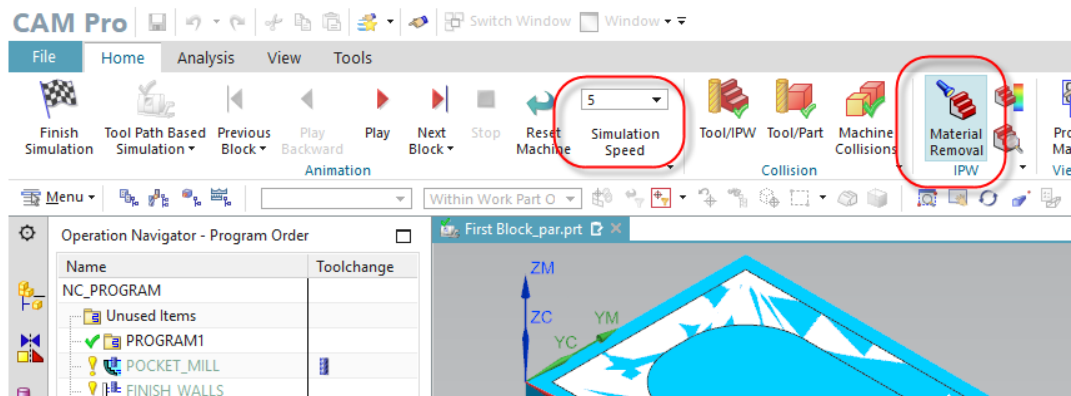 CAM Pro Switch Window Window
File Home Analysis View Tools
5
Finish Tool Path Based Previous Play Play Next Stop Reset Simulation Tool/IPW Tool/Part Machine Material
Simulation Simulation Block Backward Block Machine Speed Collisions Removal
Animation Collision IPW
Menu Within Work Part O
Operation Navigator - Program Order First Block_par.prt
Name Toolchange ZM
NC_PROGRAM
Unused Items ZC YM
PROGRAM1 YC
POCKET_MILL
FINISH_WALLS